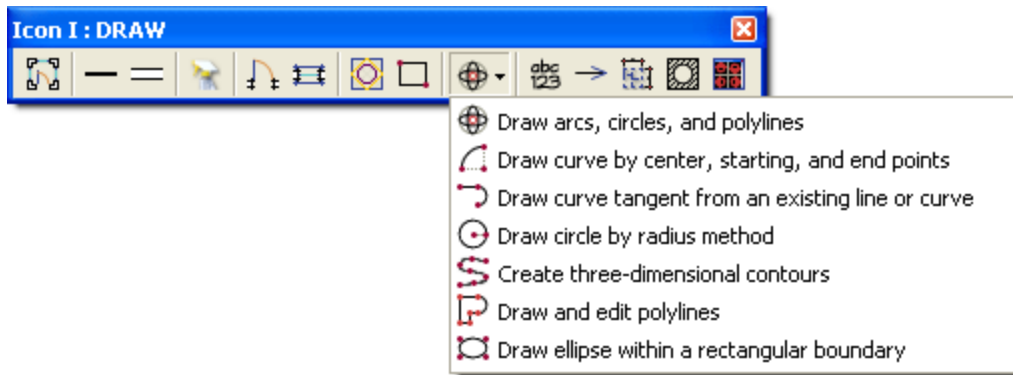 Icon I : DRAW
abc
123
Draw arcs, circles, and polylines
Draw curve by center, starting, and end points
Draw curve tangent from an existing line or curve
Draw circle by radius method
Create three-dimensional contours
Draw and edit polylines
Draw ellipse within a rectangular boundary